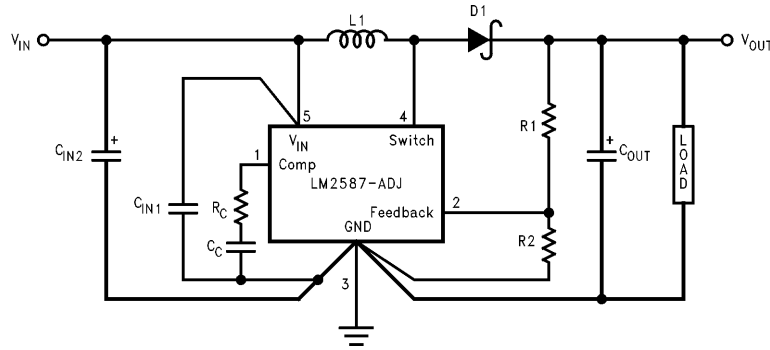 L1
D1
VIN
VOUT
5
4
VIN
Switch
R1
CIN2
+
1
Comp
+
COUT
LOAD
LM2587-ADJ
CIN1
RC
Feedback
2
GND
R2
CC
3